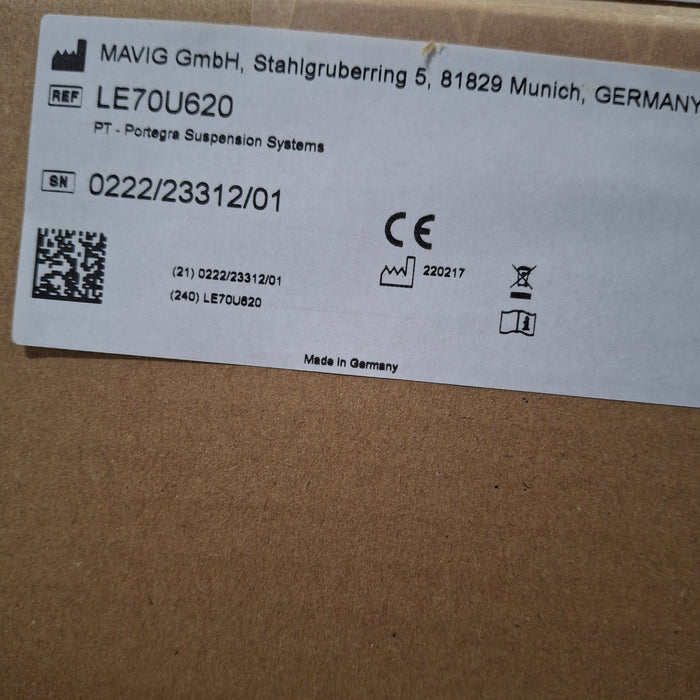 MAVIG GmbH, Stahlgruberring 5, 81829 Munich, GERMANY
REF LE70U620
PT - Portegra Suspension Systems
SN 0222/23312/01
CE
(21) 0222/23312/01
220217
(240) LE70U620
Made in Germany